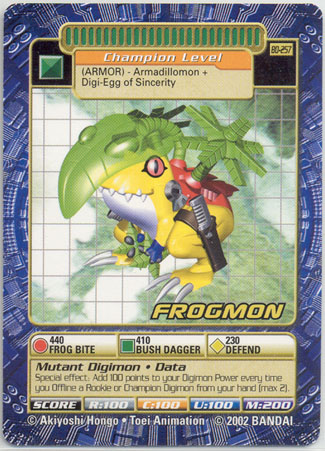 Champion Level
BO-257
(ARMOR) - Armadillomon +
Digi-Egg of Sincerity
FROGMON
440 FROG BITE 410 BUSH DAGGER 230 DEFEND
Mutant Digimon • Data
Special effect: Add 100 points to your Digimon Power every time
you Offline a Rookie or Champion Digimon from your hand (max 2).
SCORE R:100 C:100 U:100 M:200
© Akiyoshi Hongo • Toei Animation • © 2002 BANDAI